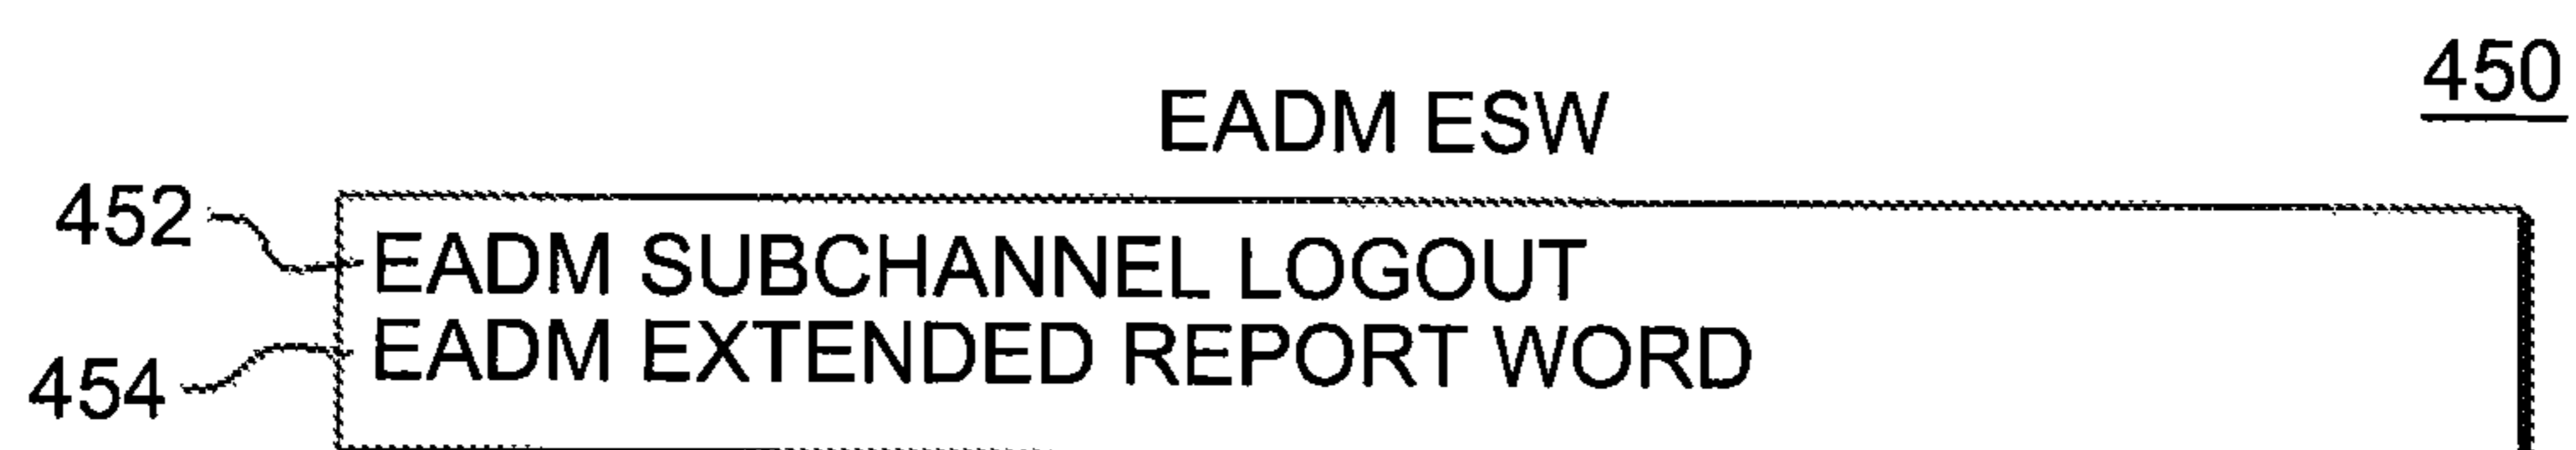 450
EADM ESW
452
EADM SUBCHANNEL LOGOUT
EADM EXTENDED REPORT WORD
454